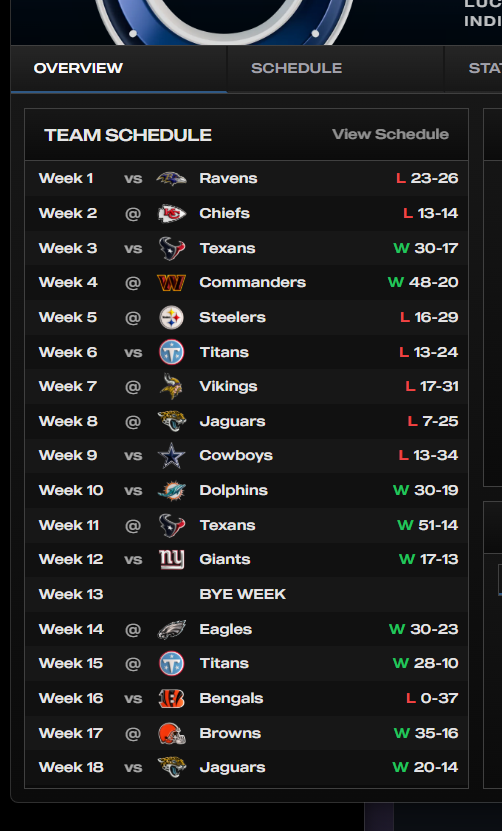 LUC
INDI
OVERVIEW SCHEDULE STA
TEAM SCHEDULE View Schedule
Week 1 vs Ravens L 23-26
Week 2 @ Chiefs L 13-14
Week 3 vs Texans W 30-17
Week 4 @ Commanders W 48-20
Week 5 @ Steelers L 16-29
Week 6 vs Titans L 13-24
Week 7 @ Vikings L 17-31
Week 8 @ Jaguars L 7-25
Week 9 vs Cowboys L 13-34
Week 10 vs Dolphins W 30-19
Week 11 @ Texans W 51-14
Week 12 vs ny Giants W 17-13
Week 13 BYE WEEK
Week 14 @ Eagles W 30-23
Week 15 @ Titans W 28-10
Week 16 vs Bengals L 0-37
Week 17 @ Browns W 35-16
Week 18 vs Jaguars W 20-14